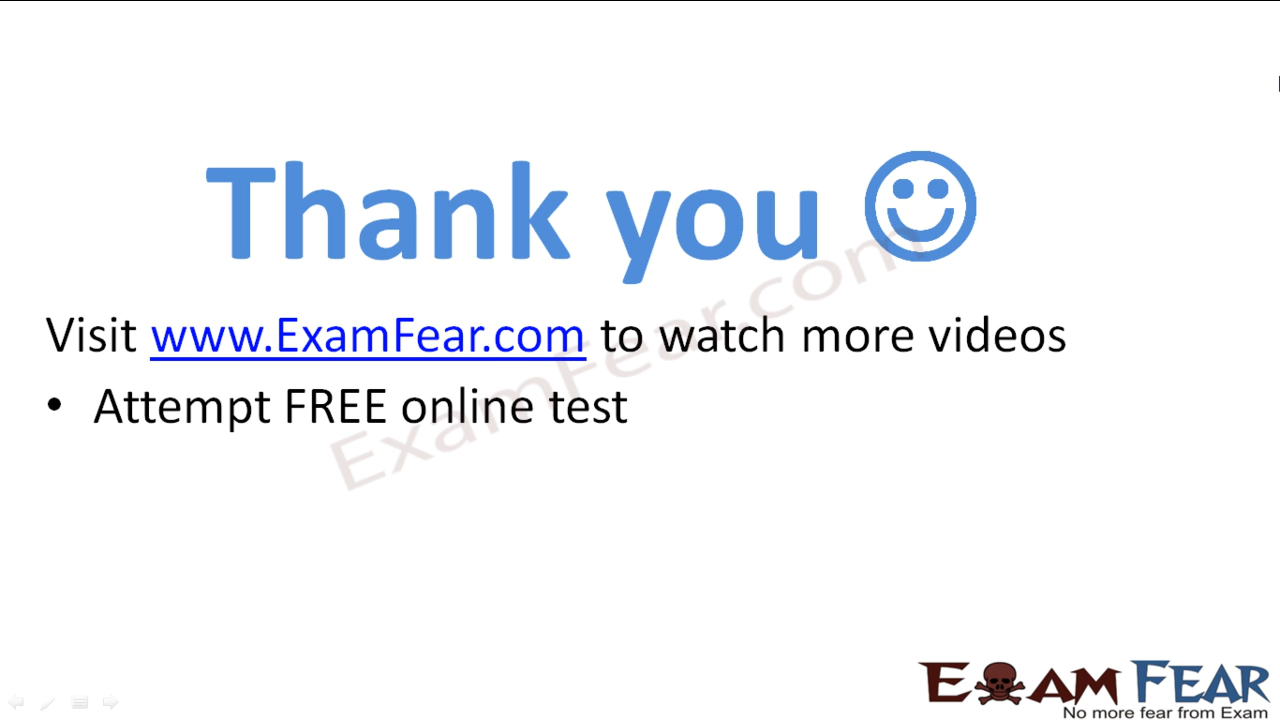 Thank you
Visit www.ExamFear.com to watch more videos
• Attempt FREE online test
ExamFear.com
EXAM FEAR
No more fear from Exam